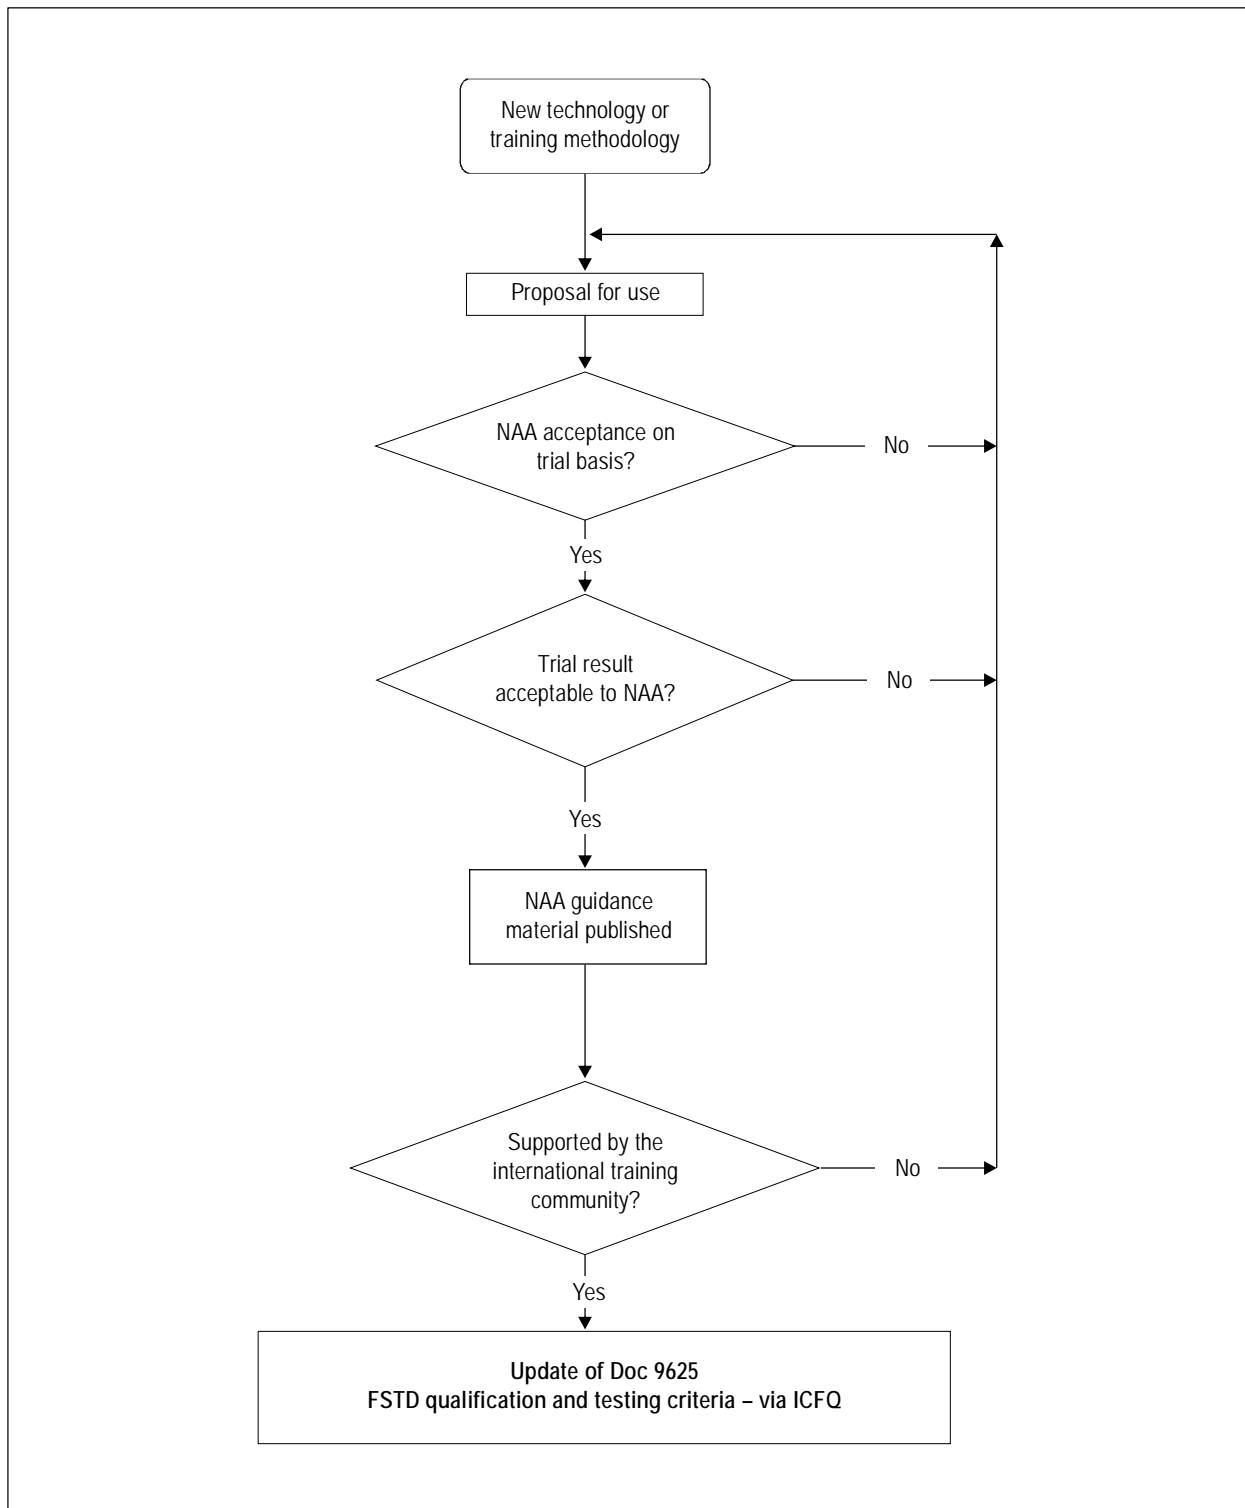 New technology or
training methodology
Proposal for use
NAA acceptance on
trial basis?
No
Yes
Trial result
acceptable to NAA?
No
Yes
NAA guidance
material published
Supported by the
international training
community?
No
Yes
Update of Doc 9625
FSTD qualification and testing criteria – via ICFQ